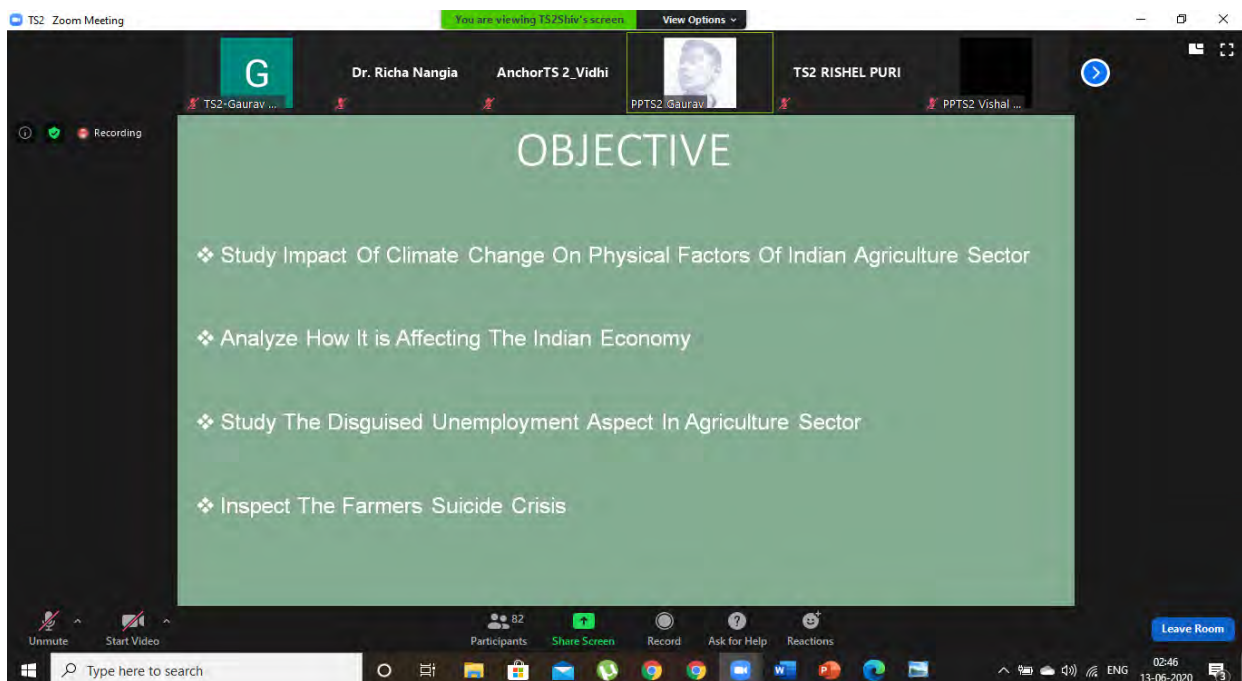 TS2 Zoom Meeting
You are viewing TS2Shiv's screen
View Options
G
Dr. Richa Nangia
AnchorTS 2_Vidhi
TS2 RISHEL PURI
TS2-Gaurav ...
PPTS2 Gaurav
PPTS2 Vishal ...
Recording
OBJECTIVE
❖ Study Impact Of Climate Change On Physical Factors Of Indian Agriculture Sector
❖ Analyze How It is Affecting The Indian Economy
❖ Study The Disguised Unemployment Aspect In Agriculture Sector
❖ Inspect The Farmers Suicide Crisis
82
Unmute
Start Video
Participants
Share Screen
Record
Ask for Help
Reactions
Leave Room
Type here to search
ENG
02:46
13-06-2020
3